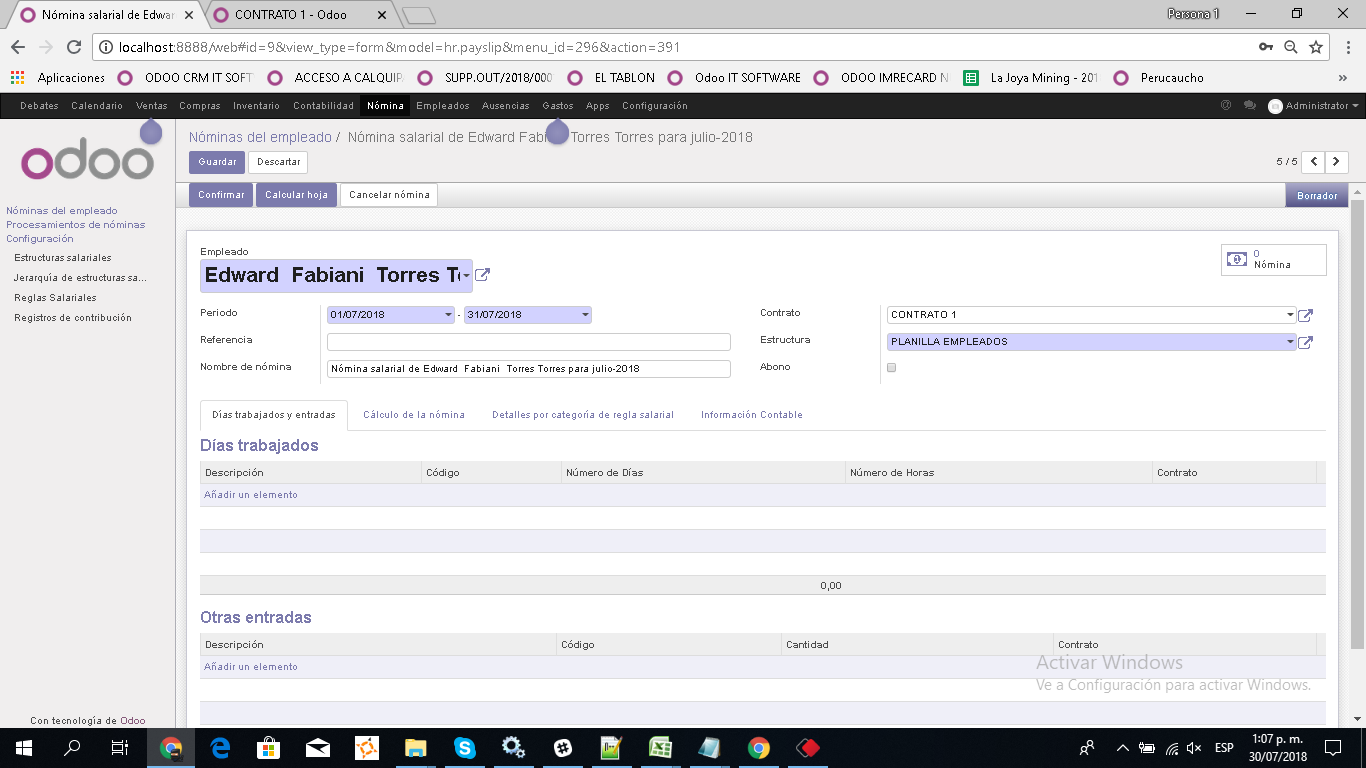 Nómina salarial de Edwar
CONTRATO 1 - Odoo
Persona 1
localhost:8888/web#id=9&view_type=form&model=hr.payslip&menu_id=296&action=391
Aplicaciones ODOO CRM IT SOFT ACCESO A CALQUIP SUPP.OUT/2018/000 EL TABLON Odoo IT SOFTWARE ODOO IMRECARD N La Joya Mining - 201 Perucaucho »
Debates Calendario Ventas Compras Inventario Contabilidad Nómina Empleados Ausencias Gastos Apps Configuración @ Administrator
odoo
Nóminas del empleado / Nómina salarial de Edward Fabi Torres Torres para julio-2018
Guardar Descartar 5 / 5
Confirmar Calcular hoja Cancelar nómina Borrador
Nóminas del empleado
Procesamientos de nóminas
Configuración
Estructuras salariales
Jerarquía de estructuras sa...
Reglas Salariales
Registros de contribución
Empleado
Edward Fabiani Torres To
0
Nómina
Periodo 01/07/2018 - 31/07/2018 Contrato CONTRATO 1
Referencia Estructura PLANILLA EMPLEADOS
Nombre de nómina Nómina salarial de Edward Fabiani Torres Torres para julio-2018 Abono
Días trabajados y entradas Cálculo de la nómina Detalles por categoría de regla salarial Información Contable
Días trabajados
Descripción Código Número de Días Número de Horas Contrato
Añadir un elemento
0,00
Otras entradas
Descripción Código Cantidad Contrato
Añadir un elemento
Activar Windows
Ve a Configuración para activar Windows.
Con tecnología de Odoo
ESP
1:07 p. m.
30/07/2018